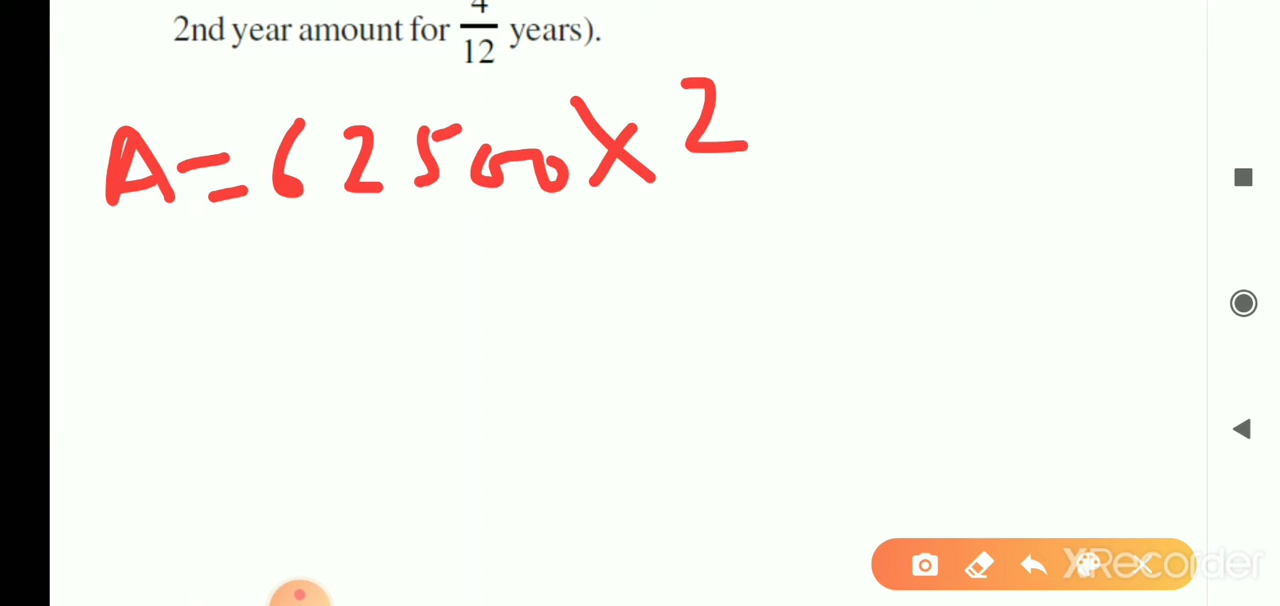 2nd year amount for 4/12 years).
A = 62500 X 2
XRecorder